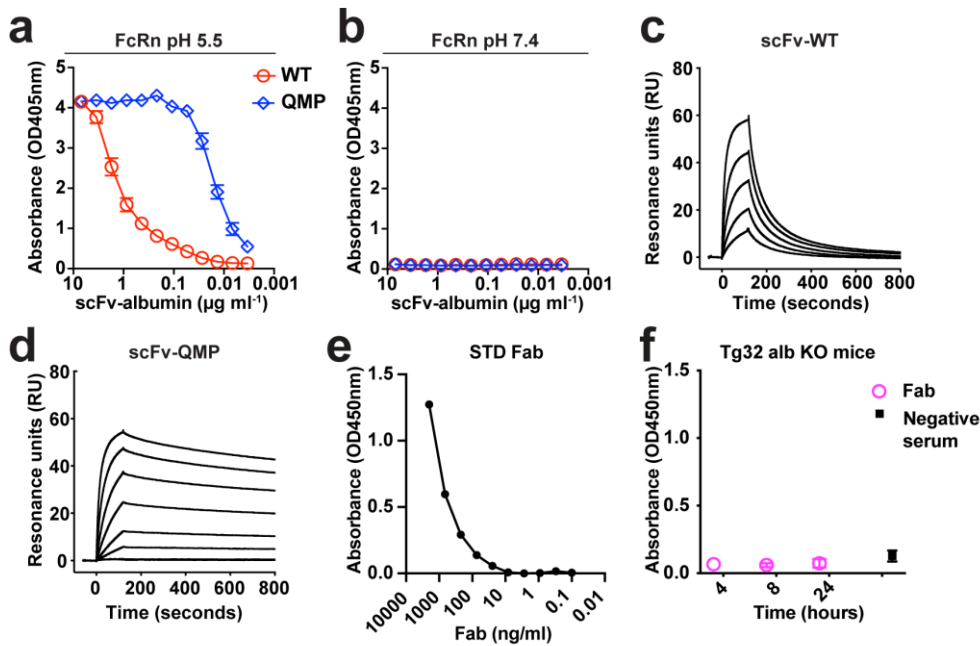 a
FcRn pH 5.5
Absorbance (OD405nm)
5
4
3
2
1
0
10
1
0.1
0.01
0.001
scFv-albumin (µg ml⁻¹)
WT
QMP
b
FcRn pH 7.4
Absorbance (OD405nm)
5
4
3
2
1
0
10
1
0.1
0.01
0.001
scFv-albumin (µg ml⁻¹)
c
scFv-WT
Resonance units (RU)
80
60
40
20
0
0
200
400
600
800
Time (seconds)
d
scFv-QMP
Resonance units (RU)
80
60
40
20
0
0
200
400
600
800
Time (seconds)
e
STD Fab
Absorbance (OD450nm)
1.5
1.0
0.5
0.0
10000
1000
100
10
1
0.1
0.01
Fab (ng/ml)
f
Tg32 alb KO mice
Absorbance (OD450nm)
1.5
1.0
0.5
0.0
4
8
24
Time (hours)
Fab
Negative
serum